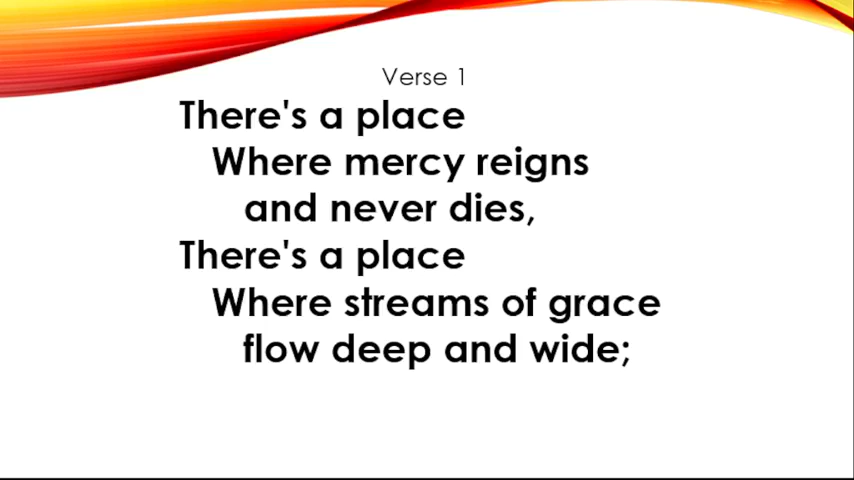 Verse 1
There's a place
Where mercy reigns
and never dies,
There's a place
Where streams of grace
flow deep and wide;